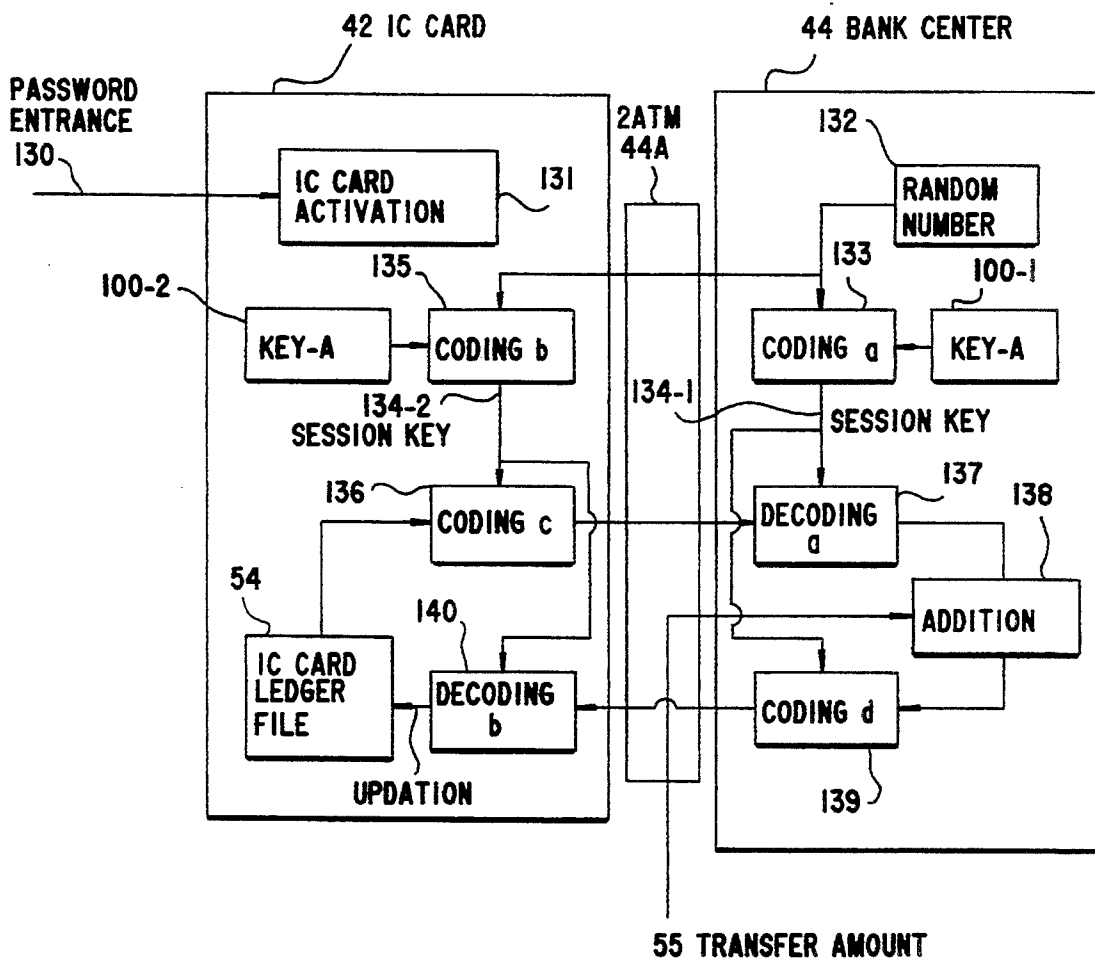 42 IC CARD
44 BANK CENTER
PASSWORD
ENTRANCE
130
2ATM
44A
132
IC CARD
ACTIVATION
131
RANDOM
NUMBER
100-2
135
133
100-1
KEY-A
CODING b
CODING a
KEY-A
134-2
SESSION KEY
134-1
SESSION KEY
136
CODING c
DECODING
a
137
138
54
IC CARD
LEDGER
FILE
140
DECODING
b
ADDITION
CODING d
UPDATION
139
55 TRANSFER AMOUNT